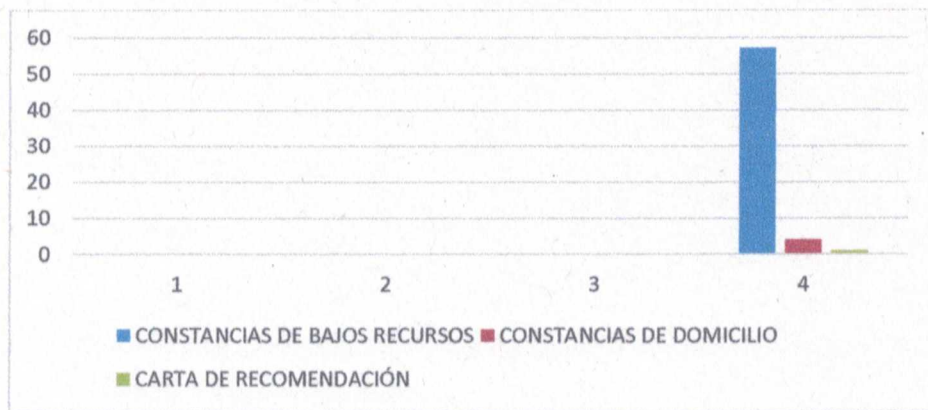 60
50
40
30
20
10
0
1 2 3 4
CONSTANCIAS DE BAJOS RECURSOS CONSTANCIAS DE DOMICILIO
CARTA DE RECOMENDACIÓN